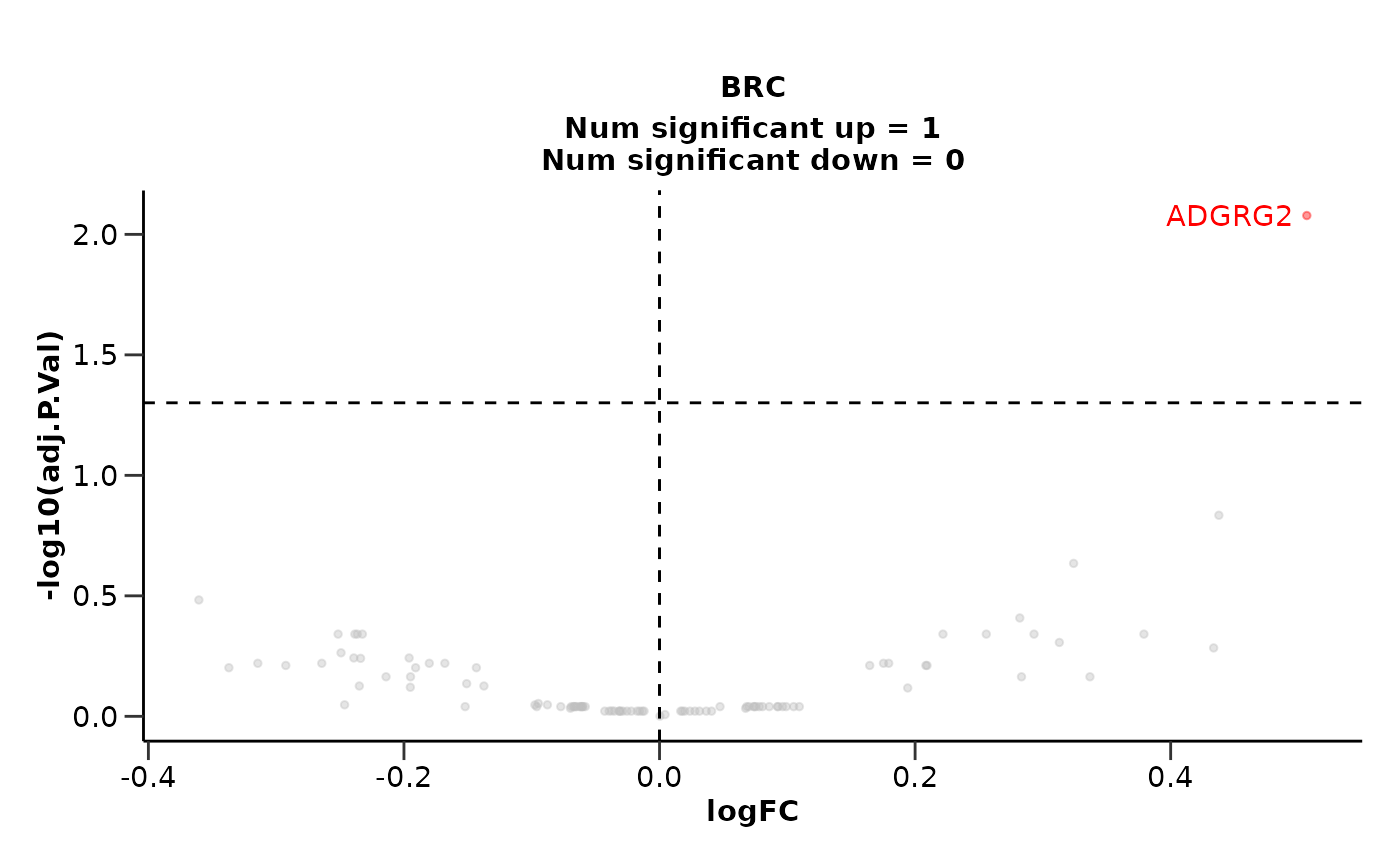 BRC
Num significant up = 1
Num significant down = 0
ADGRG2
-log10(adj.P.Val)
2.0
1.5
1.0
0.5
0.0
-0.4
-0.2
0.0
0.2
0.4
logFC